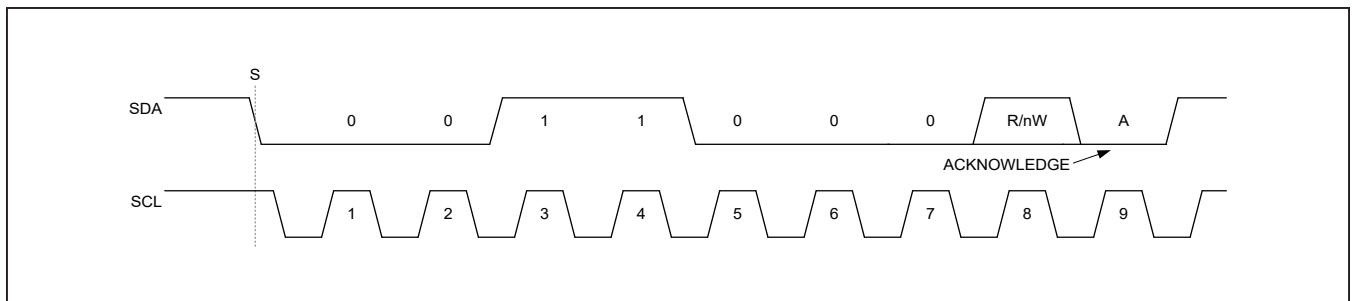 S
SDA 0 0 1 1 0 0 0 R/nW A
ACKNOWLEDGE
SCL 1 2 3 4 5 6 7 8 9